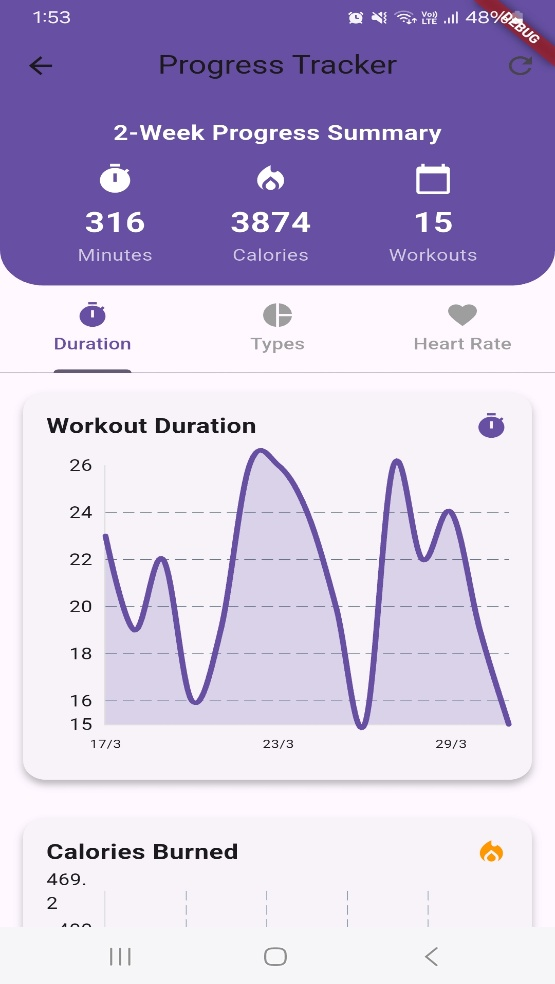 1:53
Vo))
LTE
48%
DEBUG
Progress Tracker
2-Week Progress Summary
316
3874
15
Minutes
Calories
Workouts
Duration
Types
Heart Rate
Workout Duration
26
24
22
20
18
16
15
17/3
23/3
29/3
Calories Burned
469.
2